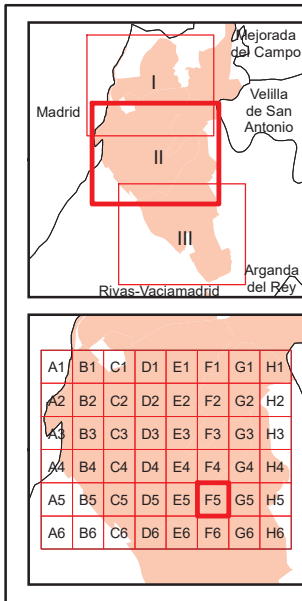 Mejorada
del Campo
I
Madrid
Velilla
de San
Antonio
II
III
Arganda
del Rey
Rivas-Vaciamadrid
A1 B1 C1 D1 E1 F1 G1 H1
A2 B2 C2 D2 E2 F2 G2 H2
A3 B3 C3 D3 E3 F3 G3 H3
A4 B4 C4 D4 E4 F4 G4 H4
A5 B5 C5 D5 E5 F5 G5 H5
A6 B6 C6 D6 E6 F6 G6 H6